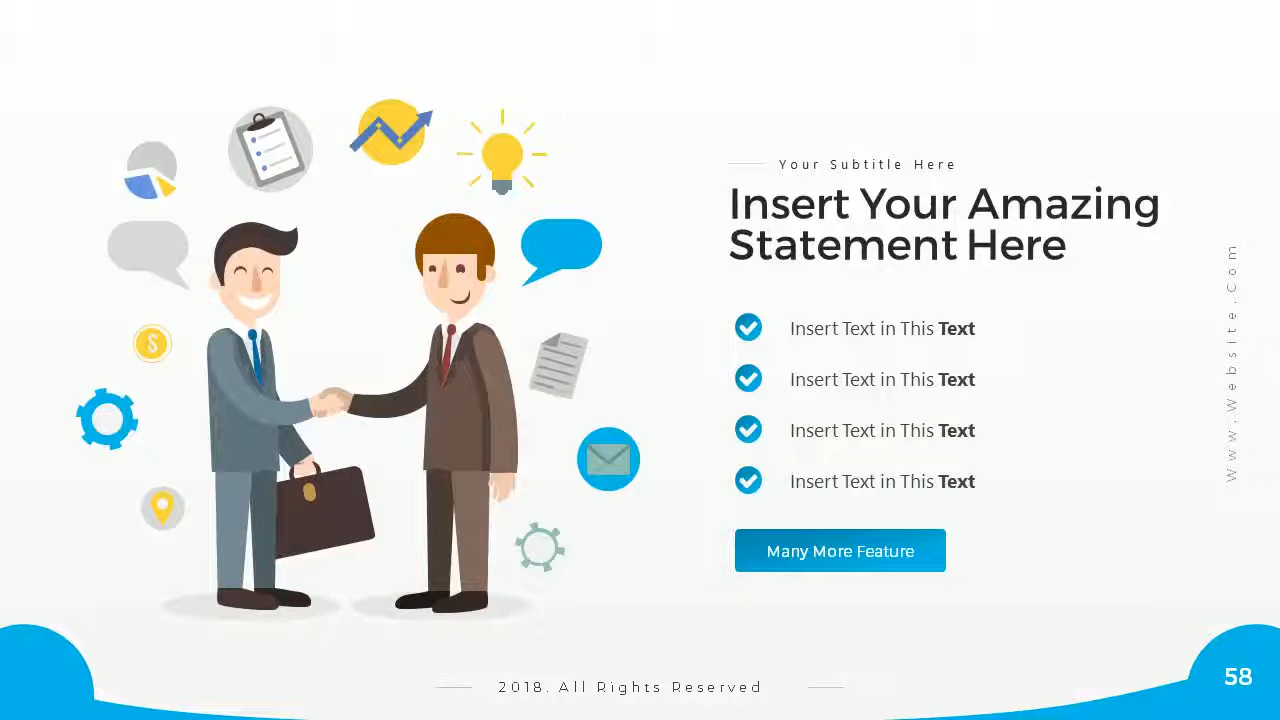 Your Subtitle Here
Insert Your Amazing
Statement Here
Insert Text in This Text
Insert Text in This Text
Insert Text in This Text
Insert Text in This Text
Many More Feature
Www.Website.Com
$
2018. All Rights Reserved
58